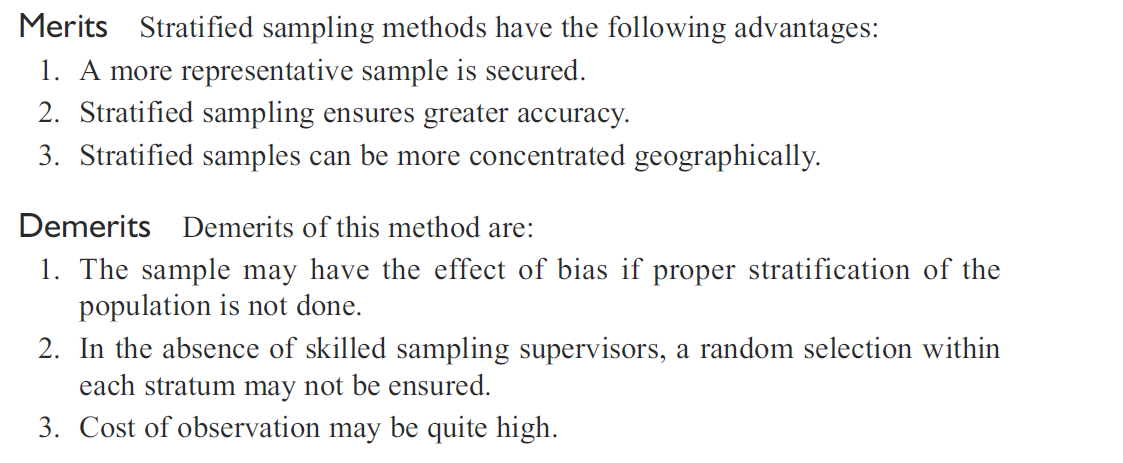 Merits Stratified sampling methods have the following advantages:
1. A more representative sample is secured.
2. Stratified sampling ensures greater accuracy.
3. Stratified samples can be more concentrated geographically.
Demerits Demerits of this method are:
1. The sample may have the effect of bias if proper stratification of the
population is not done.
2. In the absence of skilled sampling supervisors, a random selection within
each stratum may not be ensured.
3. Cost of observation may be quite high.